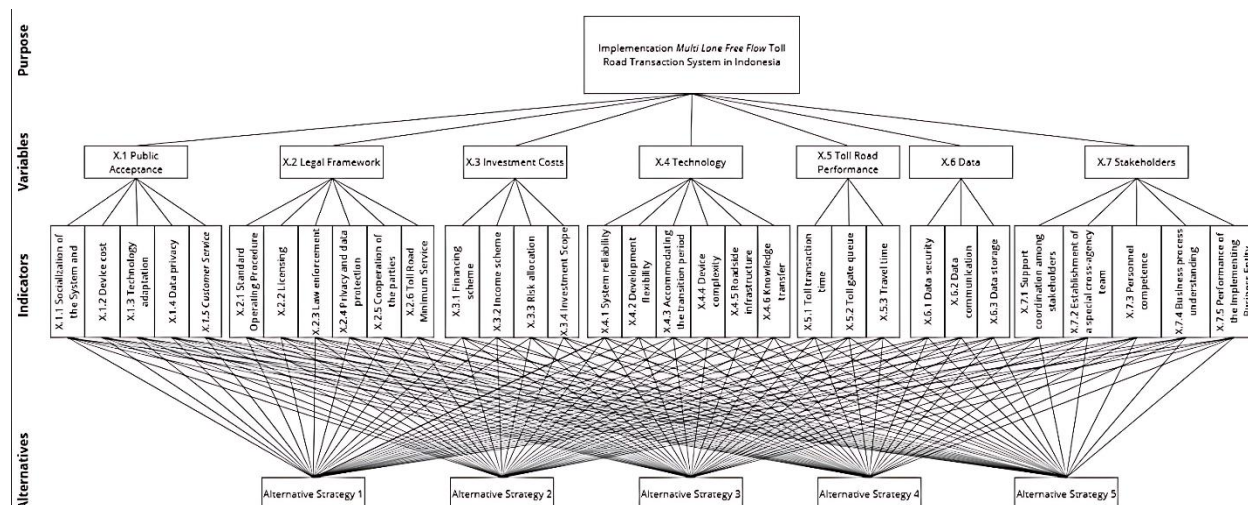 Purpose
Implementation Multi Lone Free Flow Toll
Road Transaction System in Indonesia
Variables
X.1 Public
Acceptance
X.2 Legal Framework
X.3 Investment Costs
X.4 Technology
X.5 Toll Road
Performance
X.6 Data
X.7 Stakeholders
Indicators
X.1.1 Socialization of
the System and
X.1.2 Device cost
X.1.3 Technology
adaptation
X.1.4 Data privacy
X.1.5 Customer Service
X.2.1 Standard
Operating Procedure
X.2.2 Licensing
X.2.3 Law enforcement
X.2.4 Privacy and data
protection
X.2.5 Cooperation of
the parties
X.2.6 Toll Road
Minimum Service
X.3.1 Financing
scheme
X.3.2 Income scheme
X.3.3 Risk allocation
X.3.4 Investment Scope
X.4.1 System reliability
X.4.2 Development
flexibility
X.4.3 Accommodating
the transition period
X.4.4 Device
complexity
X.4.5 Roadside
infrastructure
X.4.6 Knowledge
transfer
X.5.1 Toll transaction
time
X.5.2 Toll gate queue
X.5.3 Travel time
X.6.1 Data security
X.6.2 Data
communication
X.6.3 Data storage
X.7.1 Support
coordination among
stakeholders
X.7.2 Establishment of
a special cross-agency
team
X.7.3 Personnel
competence
X.7.4 Business process
understanding
X.7.5 Performance of
the Implementing
Business Entity
Alternatives
Alternative Strategy 1
Alternative Strategy 2
Alternative Strategy 3
Alternative Strategy 4
Alternative Strategy 5